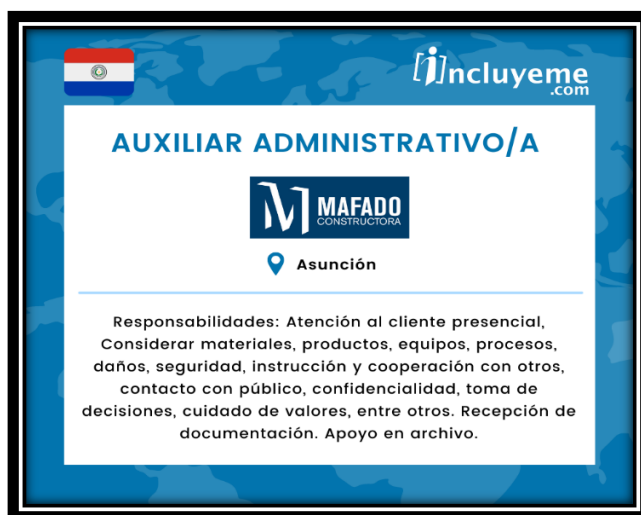 [i]ncluyeme
.com
AUXILIAR ADMINISTRATIVO/A
MAFADO
CONSTRUCTORA
Asunción
Responsabilidades: Atención al cliente presencial,
Considerar materiales, productos, equipos, procesos,
daños, seguridad, instrucción y cooperación con otros,
contacto con público, confidencialidad, toma de
decisiones, cuidado de valores, entre otros. Recepción de
documentación. Apoyo en archivo.